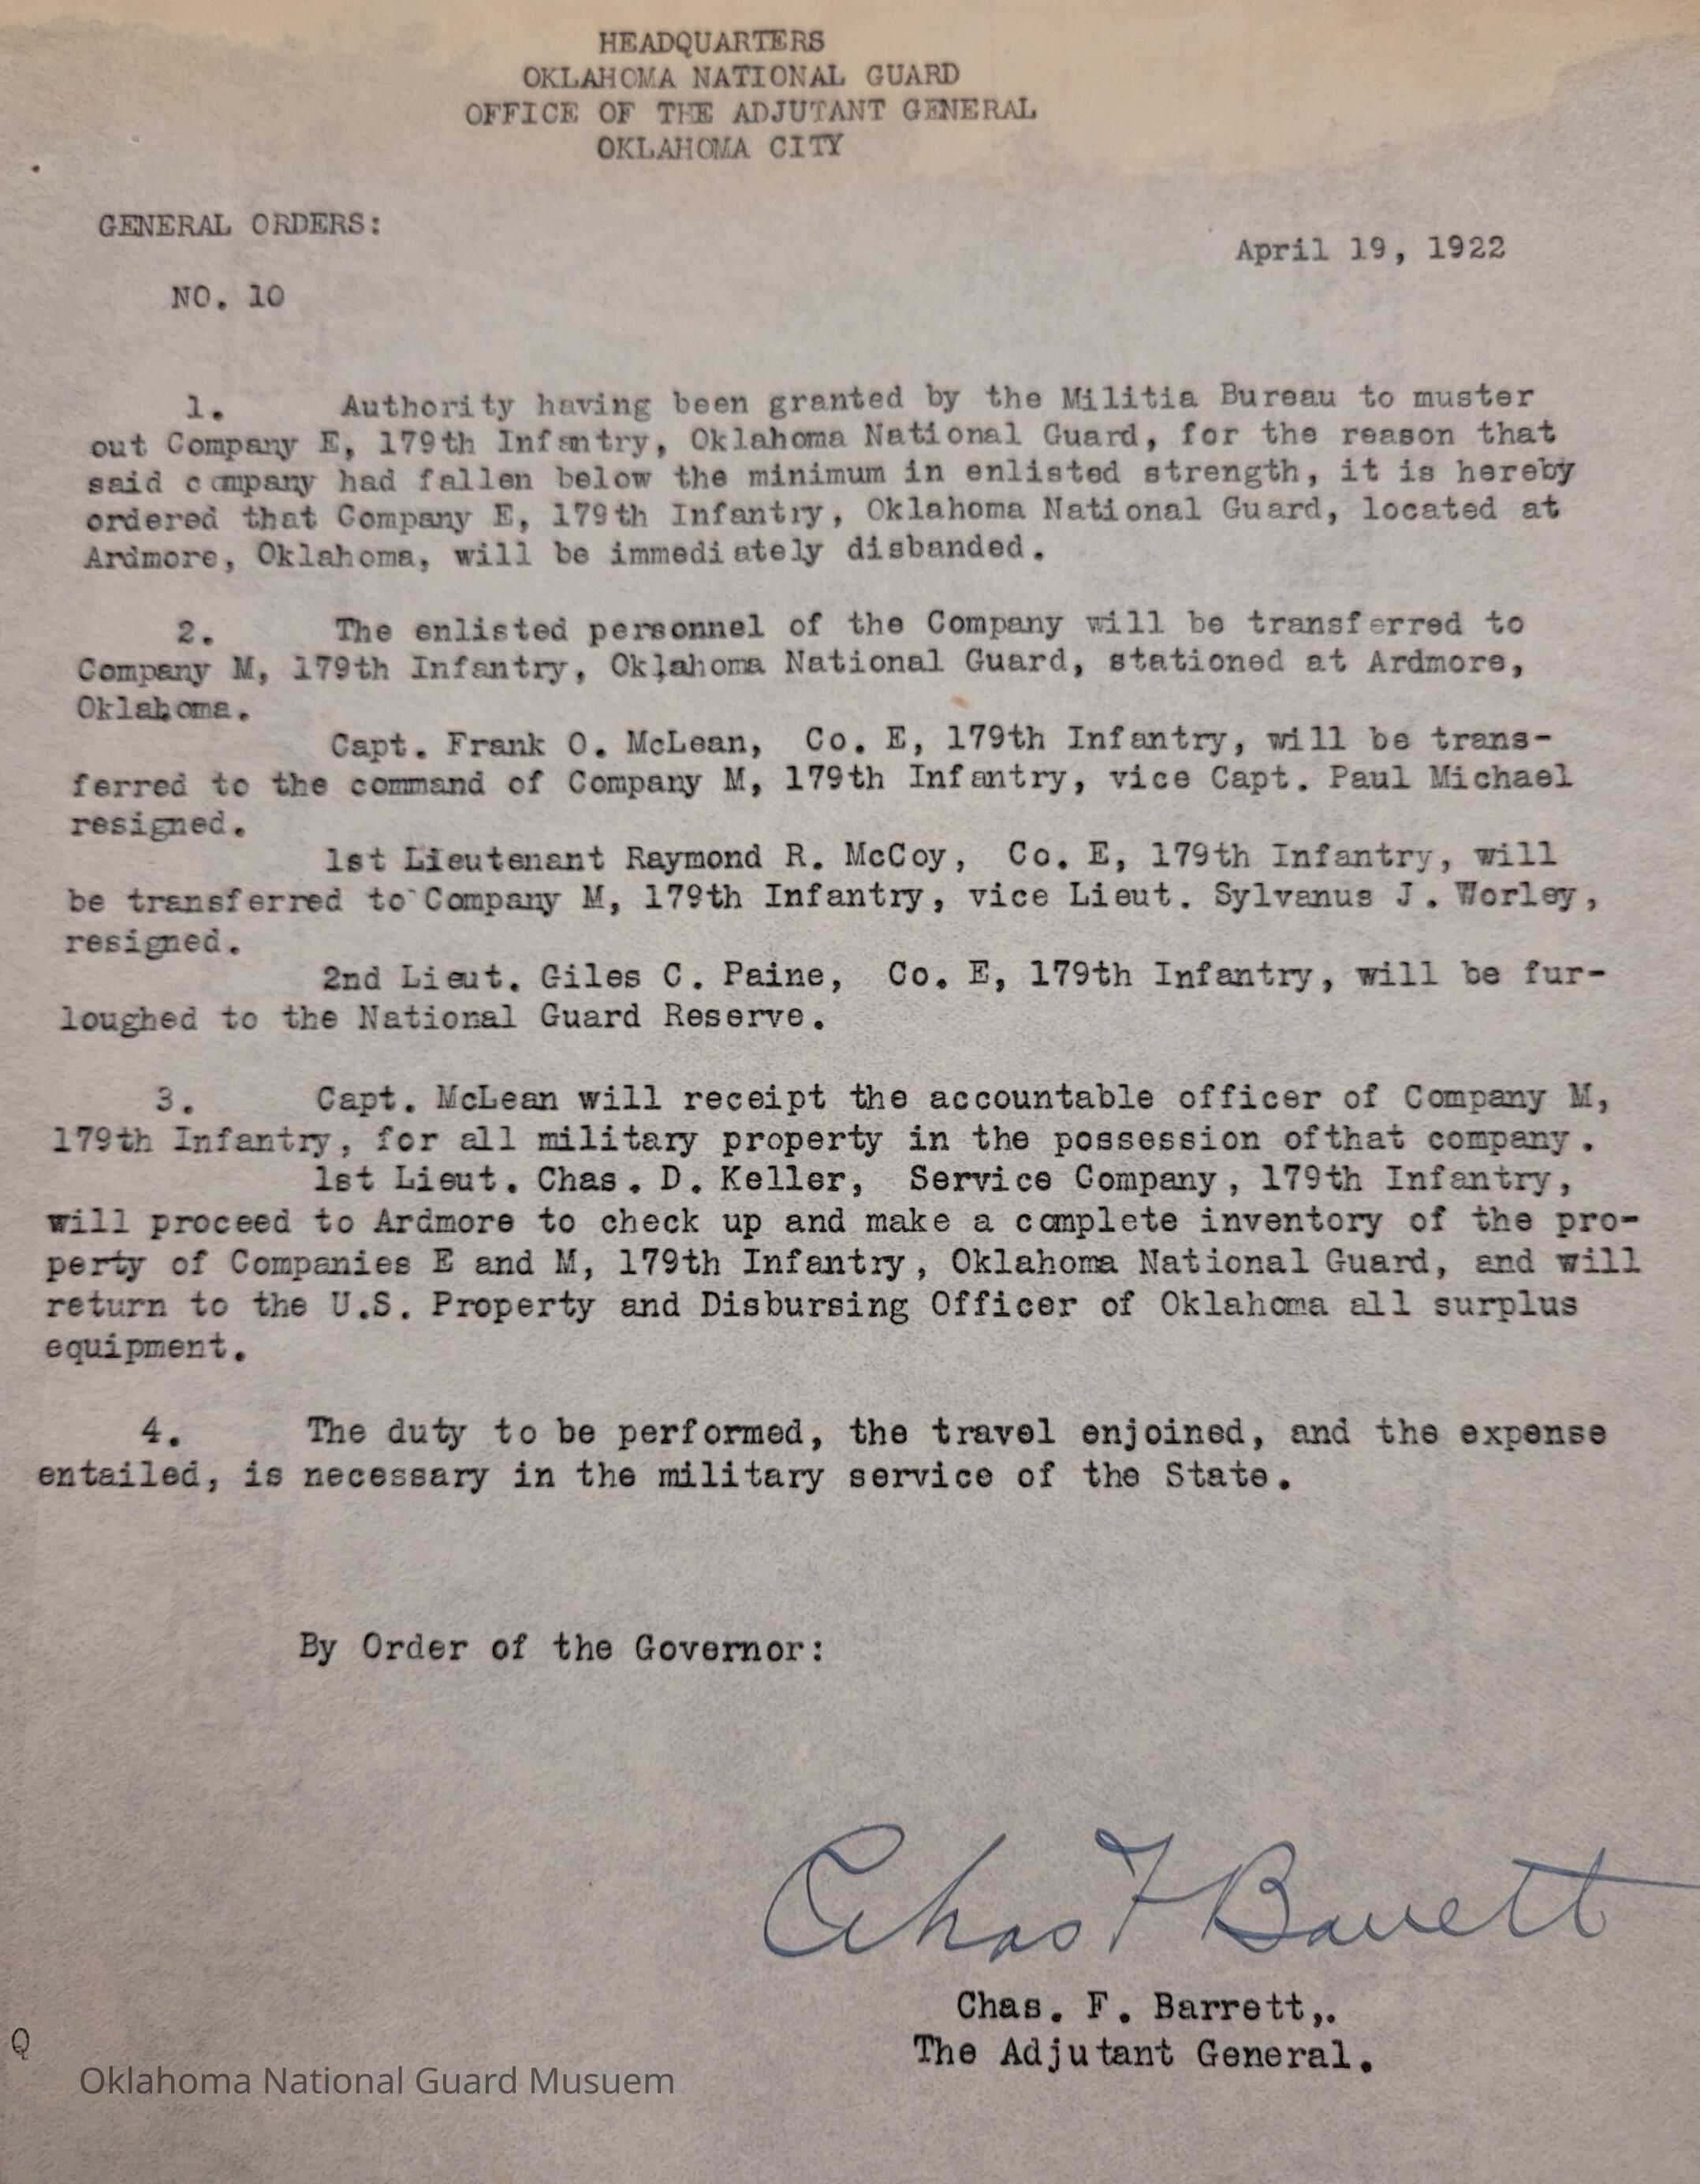 HEADQUARTERS
OKLAHOMA NATIONAL GUARD
OFFICE OF THE ADJUTANT GENERAL
OKLAHOMA CITY
GENERAL ORDERS:
April 19, 1922
NO. 10
1. Authority having been granted by the Militia Bureau to muster
out Company E, 179th Infantry, Oklahoma National Guard, for the reason that
said company had fallen below the minimum in enlisted strength, it is hereby
ordered that Company E, 179th Infantry, Oklahoma National Guard, located at
Ardmore, Oklahoma, will be immediately disbanded.
2. The enlisted personnel of the Company will be transferred to
Company M, 179th Infantry, Oklahoma National Guard, stationed at Ardmore,
Oklahoma.
Capt. Frank O. McLean, Co. E, 179th Infantry, will be trans-
ferred to the command of Company M, 179th Infantry, vice Capt. Paul Michael
resigned.
1st Lieutenant Raymond R. McCoy, Co. E, 179th Infantry, will
be transferred to Company M, 179th Infantry, vice Lieut. Sylvanus J. Worley,
resigned.
2nd Lieut. Giles C. Paine, Co. E, 179th Infantry, will be fur-
loughed to the National Guard Reserve.
3. Capt. McLean will receipt the accountable officer of Company M,
179th Infantry, for all military property in the possession ofthat company.
1st Lieut. Chas. D. Keller, Service Company, 179th Infantry,
will proceed to Ardmore to check up and make a complete inventory of the pro-
perty of Companies E and M, 179th Infantry, Oklahoma National Guard, and will
return to the U.S. Property and Disbursing Officer of Oklahoma all surplus
equipment.
4. The duty to be performed, the travel enjoined, and the expense
entailed, is necessary in the military service of the State.
By Order of the Governor:
Chas F Barrett
Chas. F. Barrett,.
The Adjutant General.
Q
Oklahoma National Guard Musuem